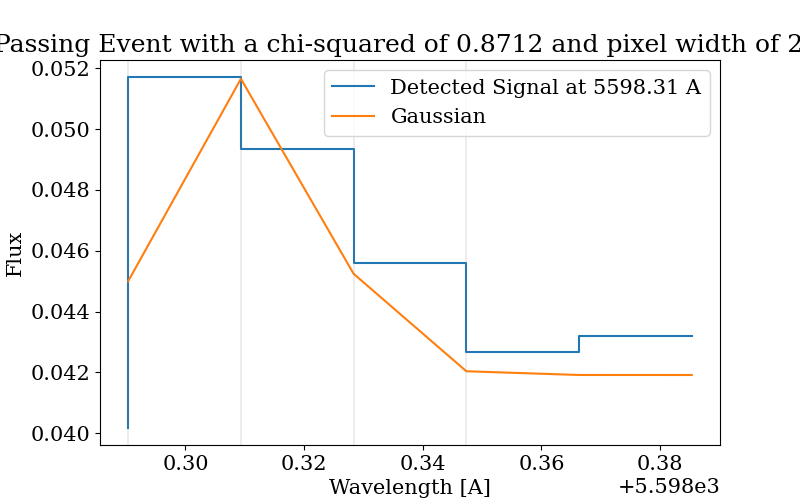 Passing Event with a chi-squared of 0.8712 and pixel width of 2
Detected Signal at 5598.31 A
Gaussian
0.052
0.050
0.048
0.046
0.044
0.042
0.040
Flux
0.30 0.32 0.34 0.36 0.38
Wavelength [A]
+5.598e3